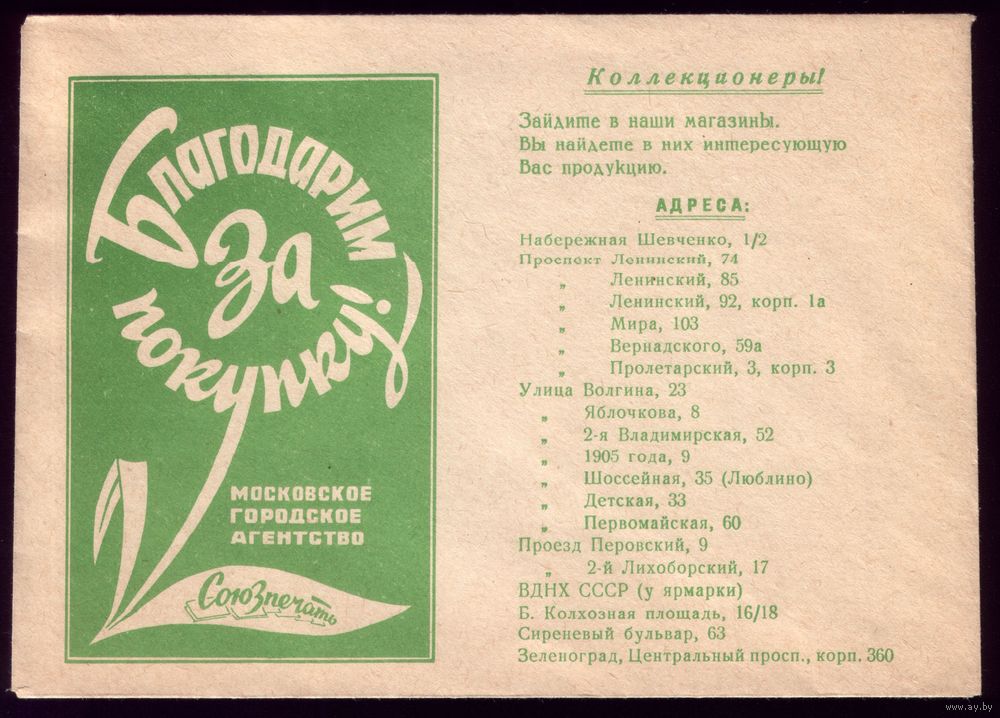 Благодарим
за
покупку!
МОСКОВСКОЕ
ГОРОДСКОЕ
АГЕНТСТВО
Союзпечать
Коллекционеры!
Зайдите в наши магазины.
Вы найдете в них интересующую
Вас продукцию.
АДРЕСА:
Набережная Шевченко, 1/2
Проспект Ленинский, 74
„ Ленинский, 85
„ Ленинский, 92, корп. 1а
„ Мира, 103
„ Вернадского, 59а
„ Пролетарский, 3, корп. 3
Улица Волгина, 23
„ Яблочкова, 8
„ 2-я Владимирская, 52
„ 1905 года, 9
„ Шоссейная, 35 (Люблино)
„ Детская, 33
„ Первомайская, 60
Проезд Перовский, 9
„ 2-й Лихоборский, 17
ВДНХ СССР (у ярмарки)
Б. Колхозная площадь, 16/18
Сиреневый бульвар, 63
Зеленоград, Центральный просп., корп. 360
www.ay.by